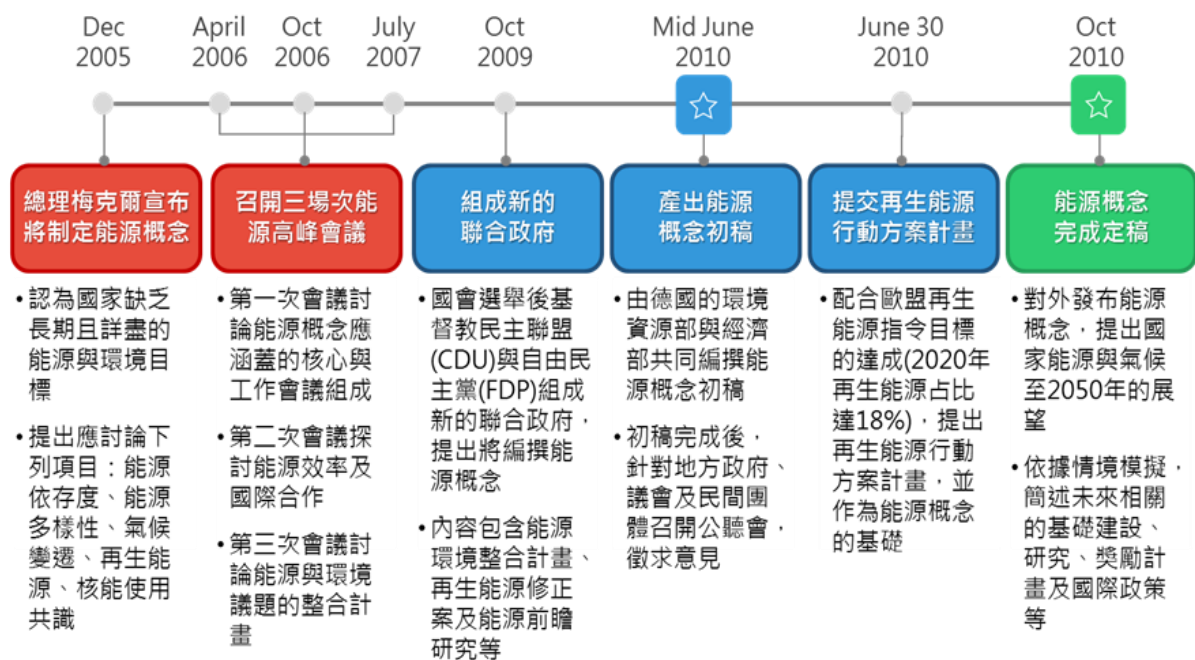 Dec
2005
April
2006
Oct
2006
July
2007
Oct
2009
Mid June
2010
June 30
2010
Oct
2010
總理梅克爾宣布
將制定能源概念
•認為國家缺乏
長期且詳盡的
能源與環境目
標
•提出應討論下
列項目：能源
依存度、能源
多樣性、氣候
變遷、再生能
源、核能使用
共識
召開三場次能
源高峰會議
•第一次會議討
論能源概念應
涵蓋的核心與
工作會議組成
•第二次會議探
討能源效率及
國際合作
•第三次會議討
論能源與環境
議題的整合計
畫
組成新的
聯合政府
•國會選舉後基
督教民主聯盟
(CDU)與自由民
主黨(FDP)組成
新的聯合政府，
提出將編撰能
源概念
•內容包含能源
環境整合計畫、
再生能源修正
案及能源前瞻
研究等
產出能源
概念初稿
•由德國的環境
資源部與經濟
部共同編撰能
源概念初稿
•初稿完成後，
針對地方政府、
議會及民間團
體召開公聽會，
徵求意見
提交再生能源
行動方案計畫
•配合歐盟再生
能源指令目標
的達成(2020年
再生能源占比
達18%)，提出
再生能源行動
方案計畫，並
作為能源概念
的基礎
能源概念
完成定稿
•對外發布能源
概念，提出國
家能源與氣候
至2050年的展
望
•依據情境模擬，
簡述未來相關
的基礎建設、
研究、獎勵計
畫及國際政策
等